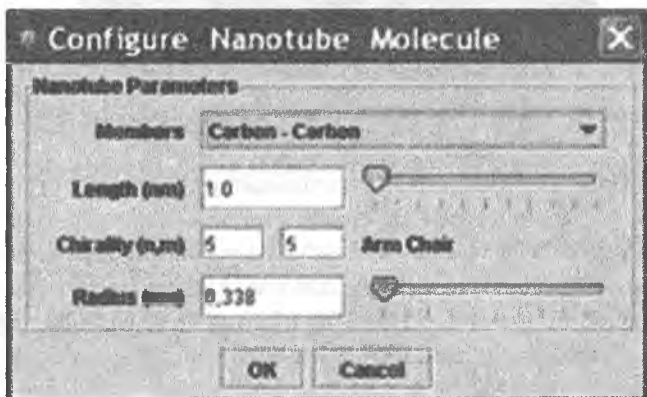 Configure Nanotube Molecule
Nanotube Parameters
Members Carbon - Carbon
Length (nm) 1 0
Chirality (n,m) 5 5 Arm Chair
Radius 0,338
OK Cancel